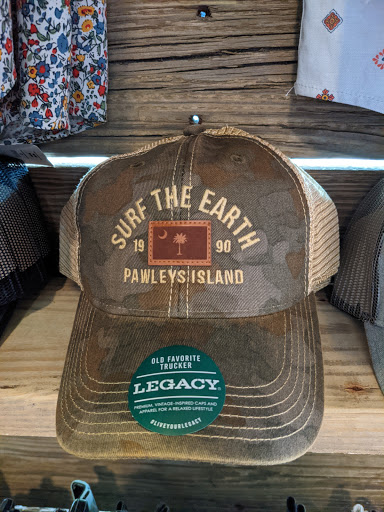 SURF THE EARTH
19 90
PAWLEYS ISLAND
OLD FAVORITE
TRUCKER
LEGACY
PREMIUM, VINTAGE-INSPIRED CAPS AND
APPAREL FOR A RELAXED LIFESTYLE
#LIVEYOURLEGACY